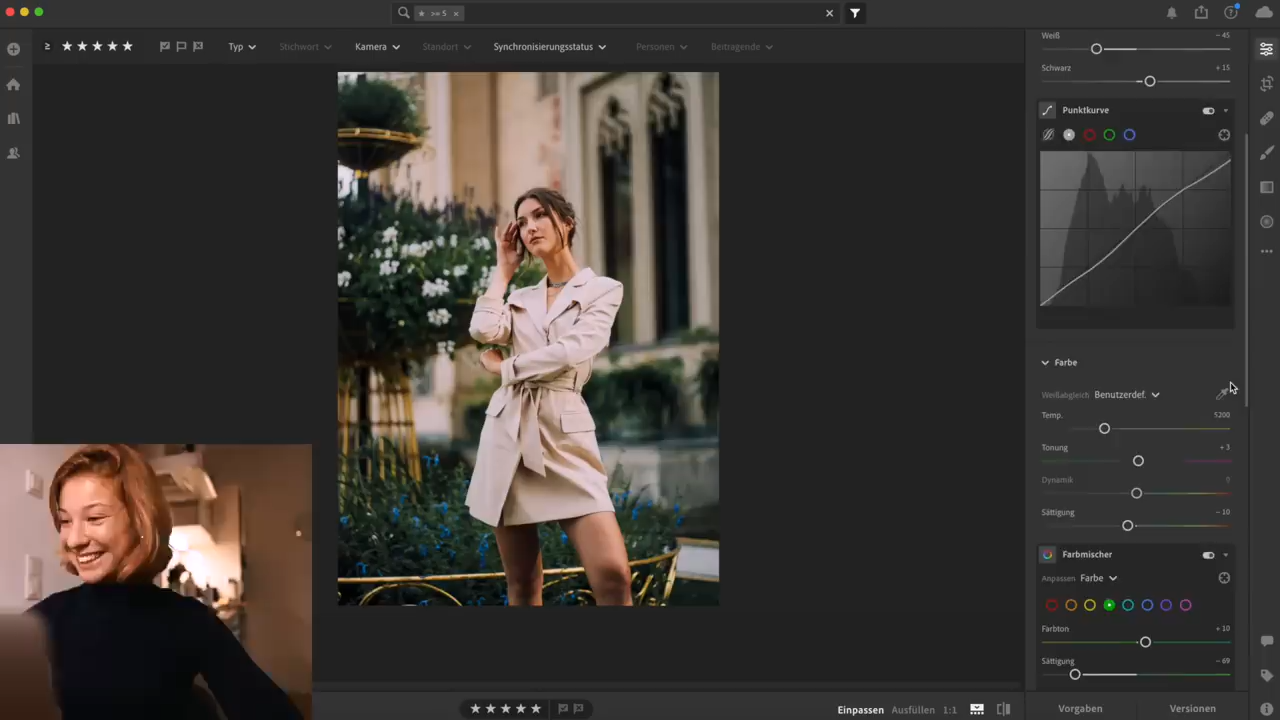 >= 5 ×
Weiß − 45
≥ ★★★★★ Typ Stichwort Kamera Standort Synchronisierungsstatus Personen Beitragende
Schwarz + 15
Punktkurve
Farbe
Weißabgleich Benutzerdef.
Temp. 5200
Tonung + 3
Dynamik 0
Sättigung − 10
Farbmischer
Anpassen Farbe
Farbton + 10
Sättigung − 69
★★★★★ Einpassen Ausfüllen 1:1 Vorgaben Versionen